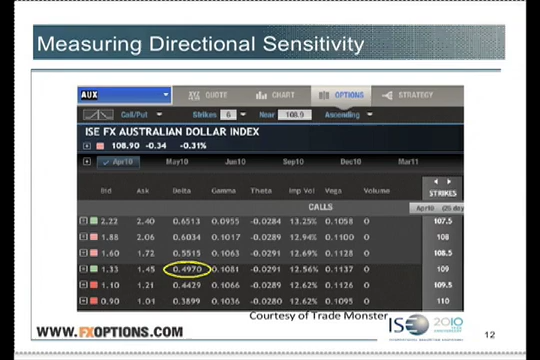 Measuring Directional Sensitivity
AUX
XYZ QUOTE CHART OPTIONS STRATEGY
Call/Put Strikes 6 Near 108.9 Ascending
ISE FX AUSTRALIAN DOLLAR INDEX
108.90 -0.34 -0.31%
Apr10 May10 Jun10 Sep10 Dec10 Mar11
Bid Ask Delta Gamma Theta Imp Vol Vega Volume STRIKES
CALLS Apr10 (26 day
2.22 2.40 0.6513 0.0955 -0.0284 13.25% 0.1058 0 107.5
1.88 2.06 0.6034 0.1017 -0.0289 12.94% 0.1100 0 108
1.60 1.72 0.5515 0.1063 -0.0291 12.69% 0.1128 0 108.5
1.33 1.45 0.4970 0.1081 -0.0291 12.56% 0.1137 0 109
1.10 1.21 0.4429 0.1066 -0.0289 12.62% 0.1126 0 109.5
0.90 1.01 0.3899 0.1036 -0.0280 12.62% 0.1095 0 110
Courtesy of Trade Monster
www.FXOPTIONS.COM
ISE 2010
12